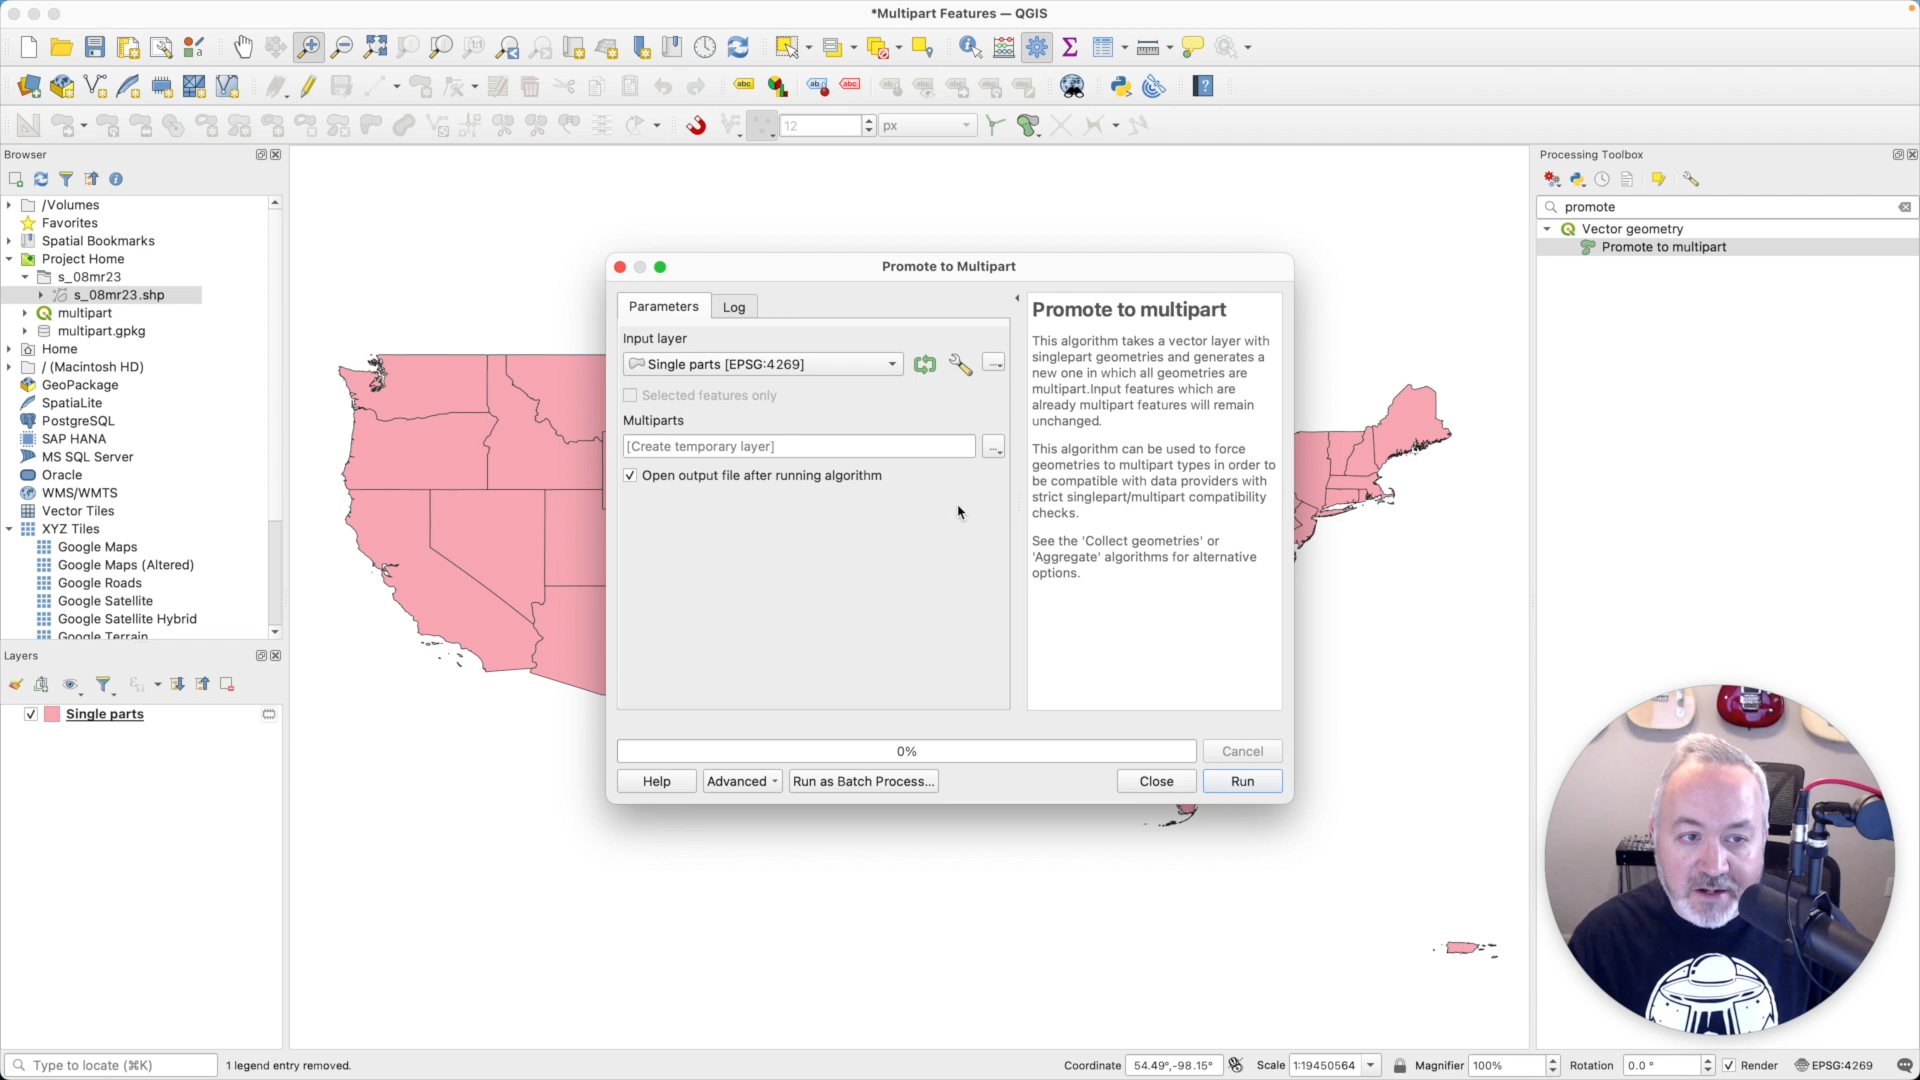 *Multipart Features — QGIS
abc
abc
abc
12
px
Browser
/Volumes
Favorites
Spatial Bookmarks
Project Home
s_08mr23
s_08mr23.shp
multipart
multipart.gpkg
Home
/ (Macintosh HD)
GeoPackage
SpatiaLite
PostgreSQL
SAP HANA
MS SQL Server
Oracle
WMS/WMTS
Vector Tiles
XYZ Tiles
Google Maps
Google Maps (Altered)
Google Roads
Google Satellite
Google Satellite Hybrid
Google Terrain
Layers
Single parts
Promote to Multipart
Parameters
Log
Input layer
Single parts [EPSG:4269]
Selected features only
Multiparts
[Create temporary layer]
Open output file after running algorithm
Promote to multipart
This algorithm takes a vector layer with
singlepart geometries and generates a
new one in which all geometries are
multipart.Input features which are
already multipart features will remain
unchanged.
This algorithm can be used to force
geometries to multipart types in order to
be compatible with data providers with
strict singlepart/multipart compatibility
checks.
See the 'Collect geometries' or
'Aggregate' algorithms for alternative
options.
0%
Cancel
Help
Advanced
Run as Batch Process...
Close
Run
Processing Toolbox
promote
Vector geometry
Promote to multipart
Type to locate (⌘K)
1 legend entry removed.
Coordinate
54.49°,-98.15°
Scale
1:19450564
Magnifier
100%
Rotation
0.0 °
Render
EPSG:4269